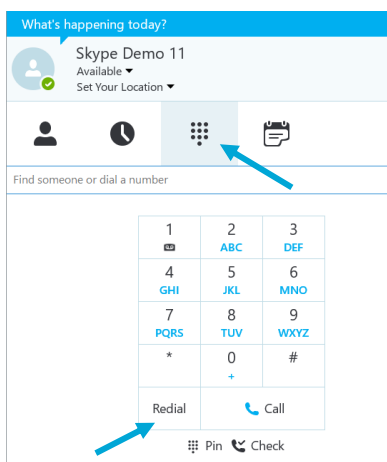 What's happening today?
Skype Demo 11
Available
Set Your Location
Find someone or dial a number
1 2 3
ABC DEF
4 5 6
GHI JKL MNO
7 8 9
PQRS TUV WXYZ
* 0 #
+
Redial Call
Pin Check